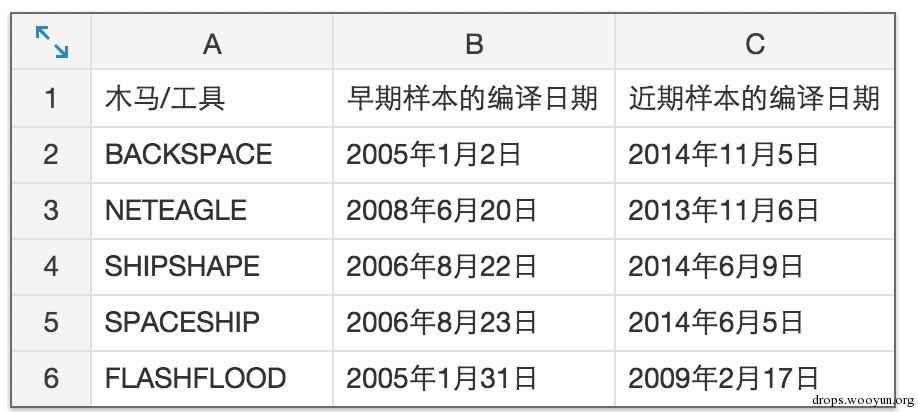 A B C
1 木马/工具 早期样本的编译日期 近期样本的编译日期
2 BACKSPACE 2005年1月2日 2014年11月5日
3 NETEAGLE 2008年6月20日 2013年11月6日
4 SHIPSHAPE 2006年8月22日 2014年6月9日
5 SPACESHIP 2006年8月23日 2014年6月5日
6 FLASHFLOOD 2005年1月31日 2009年2月17日
drops.wooyun.org